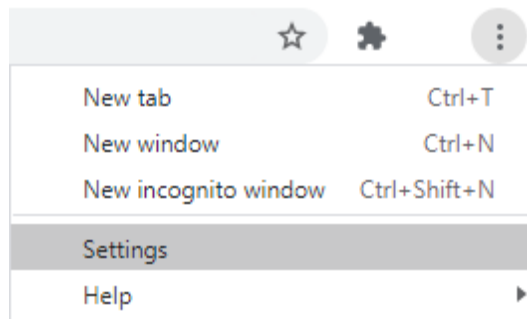 New tab Ctrl+T
New window Ctrl+N
New incognito window Ctrl+Shift+N
Settings
Help